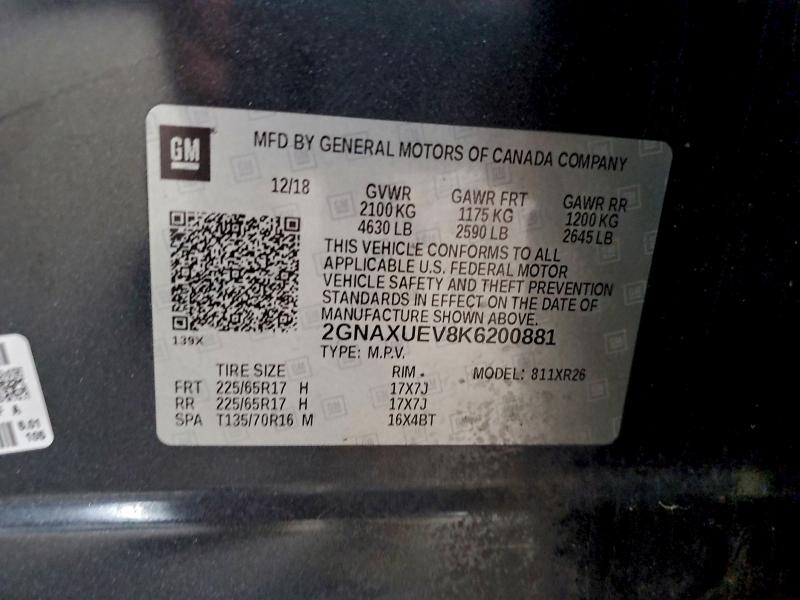 GM
MFD BY GENERAL MOTORS OF CANADA COMPANY
12/18
GVWR GAWR FRT GAWR RR
2100 KG 1175 KG 1200 KG
4630 LB 2590 LB 2645 LB
THIS VEHICLE CONFORMS TO ALL
APPLICABLE U.S. FEDERAL MOTOR
VEHICLE SAFETY AND THEFT PREVENTION
STANDARDS IN EFFECT ON THE DATE OF
MANUFACTURE SHOWN ABOVE.
139X
2GNAXUEV8K6200881
TYPE: M.P.V.
TIRE SIZE RIM MODEL: 811XR26
FRT 225/65R17 H 17X7J
RR 225/65R17 H 17X7J
SPA T135/70R16 M 16X4BT
F A